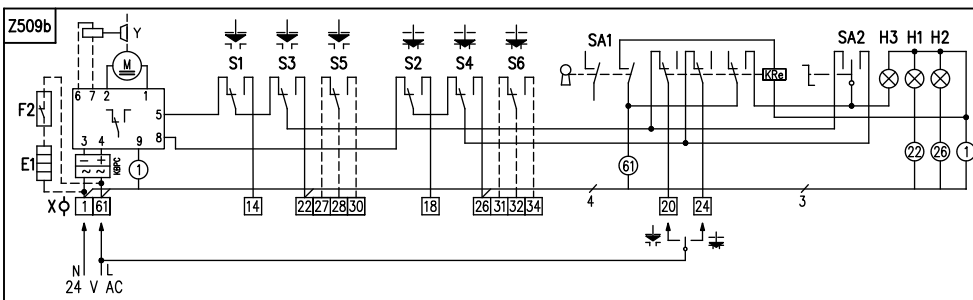 Z509b
Y
M
S1 S3 S5 S2 S4 S6 SA1 SA2 H3 H1 H2
KRe
6 7 2 1
5
F2
8
3 4 9
E1
– +
~ ~
KBPC
1
61 22 26 1
X 1 61 14 22 27 28 30 18 26 31 32 34 4 20 24 3
N L
24 V AC